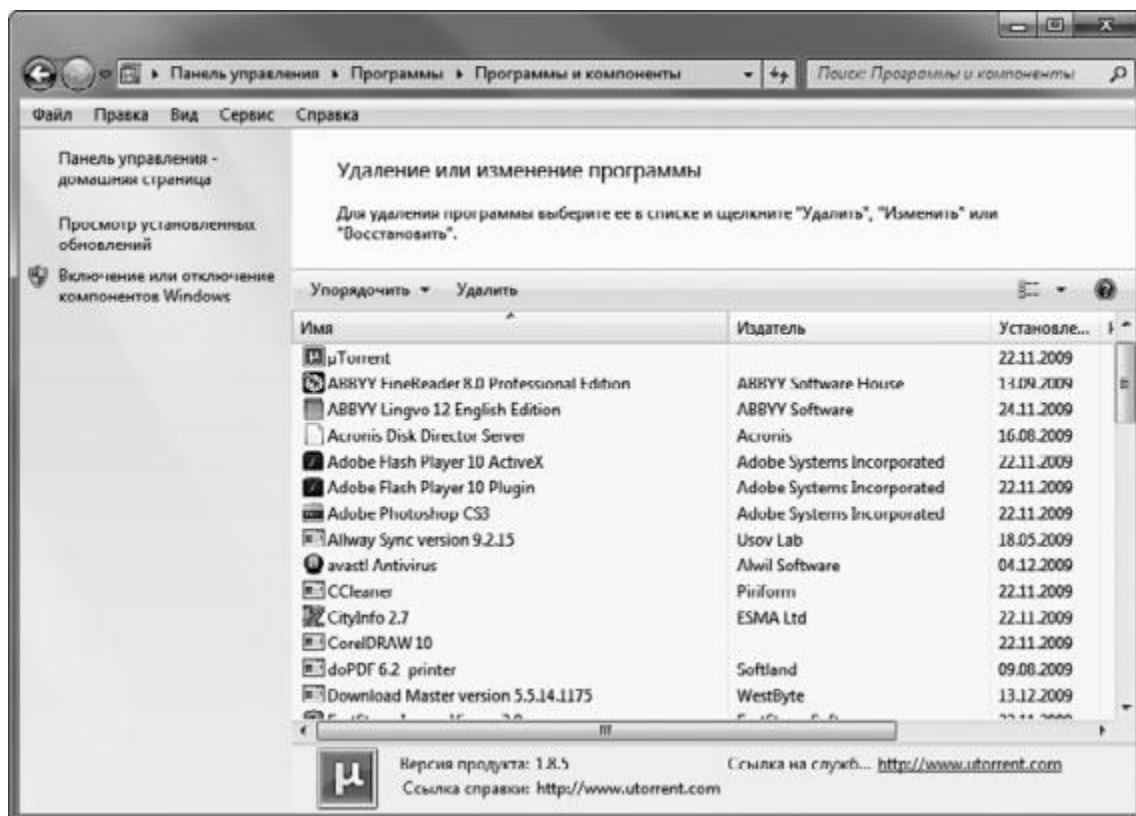 Панель управления ▸ Программы ▸ Программы и компоненты
Поиск: Программы и компоненты
Файл Правка Вид Сервис Справка
Панель управления -
домашняя страница
Просмотр установленных
обновлений
Включение или отключение
компонентов Windows
Удаление или изменение программы
Для удаления программы выберите ее в списке и щелкните "Удалить", "Изменить" или
"Восстановить".
Упорядочить Удалить
Имя Издатель Установле...
µTorrent 22.11.2009
ABBYY FineReader 8.0 Professional Edition ABBYY Software House 13.09.2009
ABBYY Lingvo 12 English Edition ABBYY Software 24.11.2009
Acronis Disk Director Server Acronis 16.08.2009
Adobe Flash Player 10 ActiveX Adobe Systems Incorporated 22.11.2009
Adobe Flash Player 10 Plugin Adobe Systems Incorporated 22.11.2009
Adobe Photoshop CS3 Adobe Systems Incorporated 22.11.2009
Allway Sync version 9.2.15 Usov Lab 18.05.2009
avast! Antivirus Alwil Software 04.12.2009
CCleaner Piriform 22.11.2009
CityInfo 2.7 ESMA Ltd 22.11.2009
CorelDRAW 10 22.11.2009
doPDF 6.2 printer Softland 09.08.2009
Download Master version 5.5.14.1175 WestByte 13.12.2009
Версия продукта: 1.8.5 Ссылка на служб... http://www.utorrent.com
Ссылка справки: http://www.utorrent.com